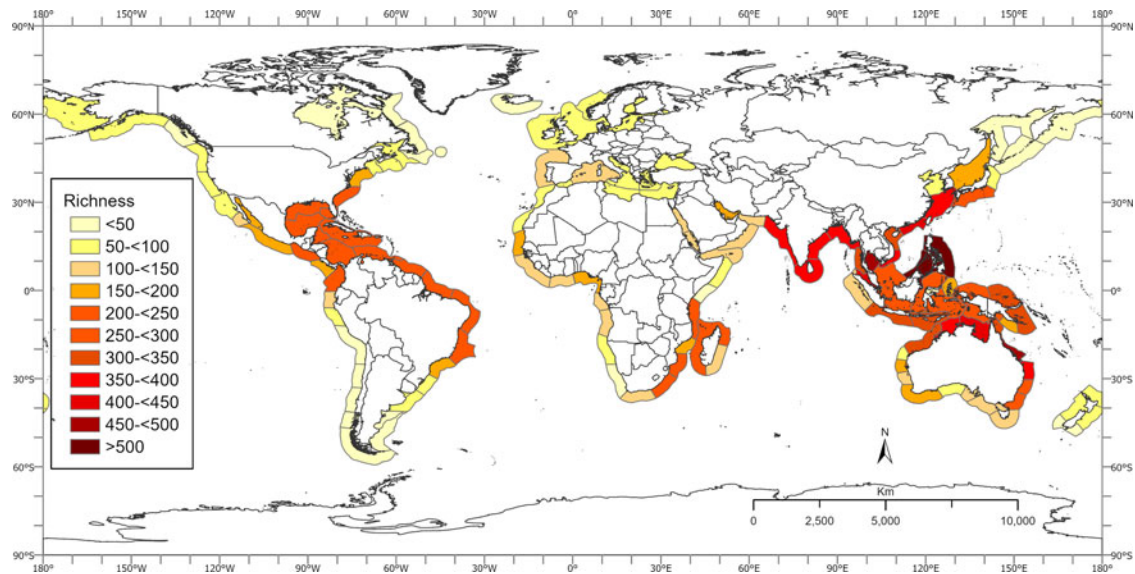 180° 150°W 120°W 90°W 60°W 30°W 0° 30°E 60°E 90°E 120°E 150°E 180°
90°N 90°N
60°N 60°N
30°N 30°N
Richness
<50
50-<100
100-<150
150-<200
200-<250
250-<300
300-<350
350-<400
400-<450
450-<500
>500
0° 0°
30°S 30°S
N
60°S 60°S
Km
0 2,500 5,000 10,000
90°S 90°S
180° 150°W 120°W 90°W 60°W 30°W 0° 30°E 60°E 90°E 120°E 150°E 180°